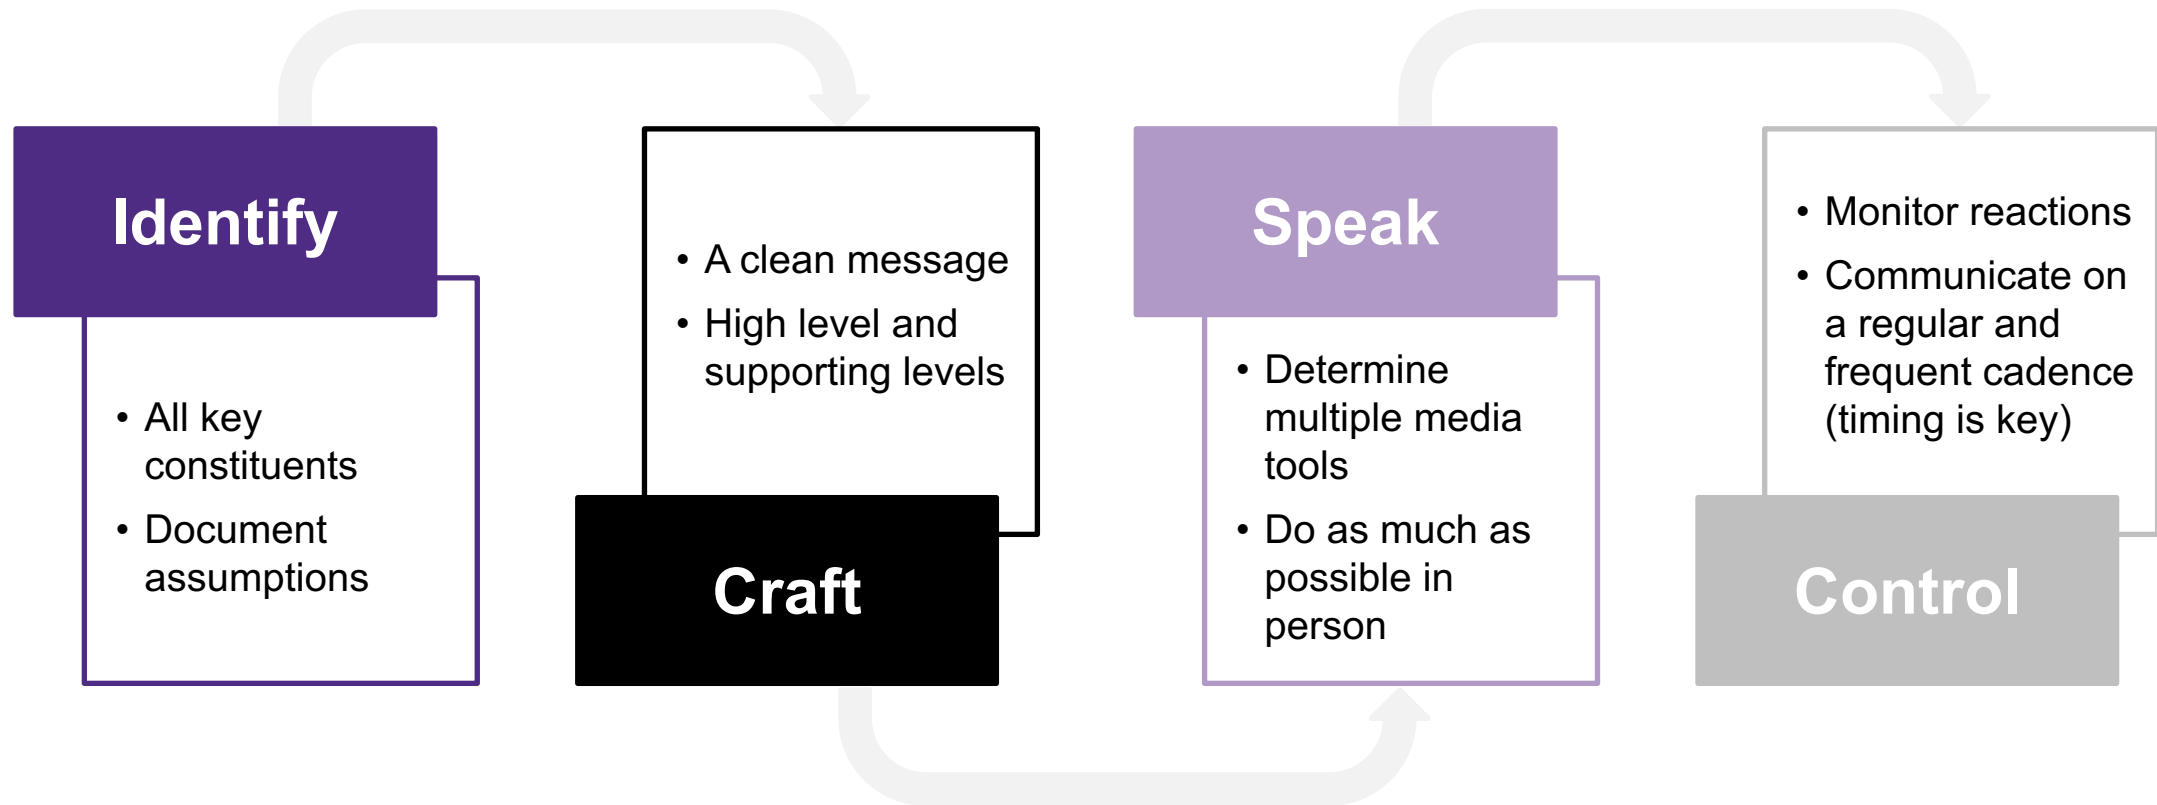 Identify
• All key
constituents
• Document
assumptions
• A clean message
• High level and
supporting levels
Craft
Speak
• Determine
multiple media
tools
• Do as much as
possible in
person
• Monitor reactions
• Communicate on
a regular and
frequent cadence
(timing is key)
Control